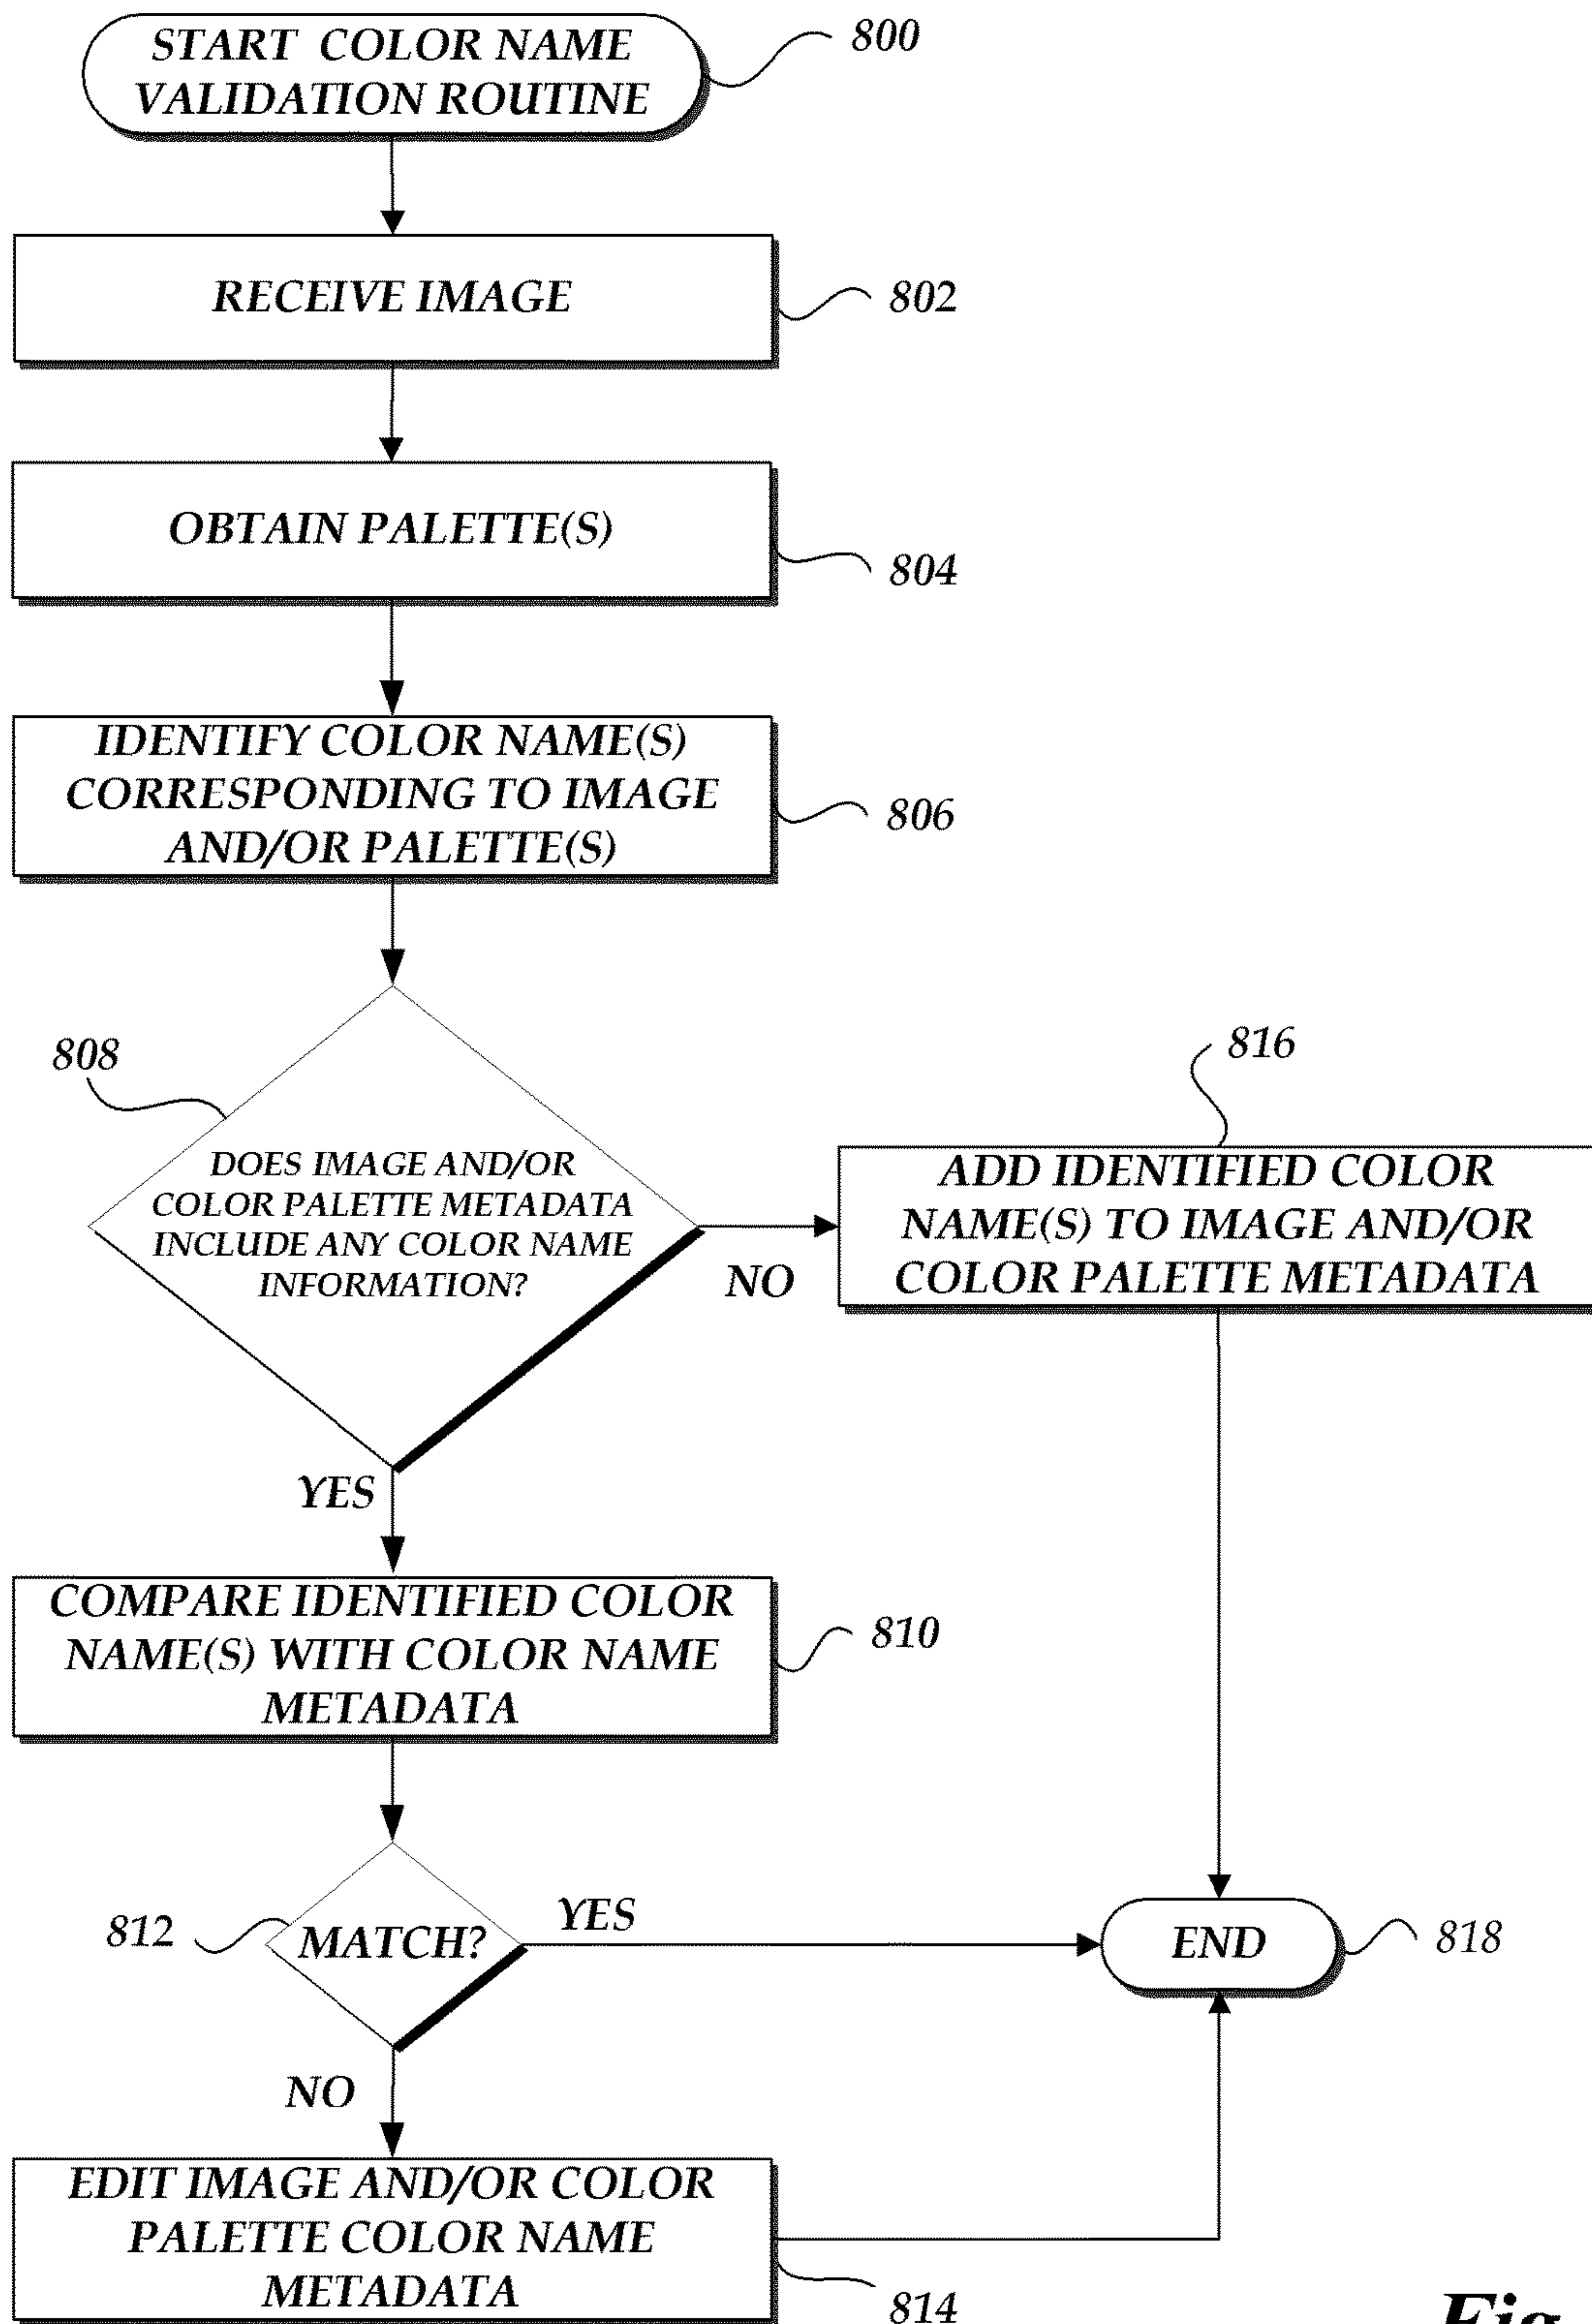 START COLOR NAME
VALIDATION ROUTINE
800
RECEIVE IMAGE
802
OBTAIN PALETTE(S)
804
IDENTIFY COLOR NAME(S)
CORRESPONDING TO IMAGE
AND/OR PALETTE(S)
806
808
DOES IMAGE AND/OR
COLOR PALETTE METADATA
INCLUDE ANY COLOR NAME
INFORMATION?
NO
816
ADD IDENTIFIED COLOR
NAME(S) TO IMAGE AND/OR
COLOR PALETTE METADATA
YES
COMPARE IDENTIFIED COLOR
NAME(S) WITH COLOR NAME
METADATA
810
812
MATCH?
YES
END
818
NO
EDIT IMAGE AND/OR COLOR
PALETTE COLOR NAME
METADATA
814